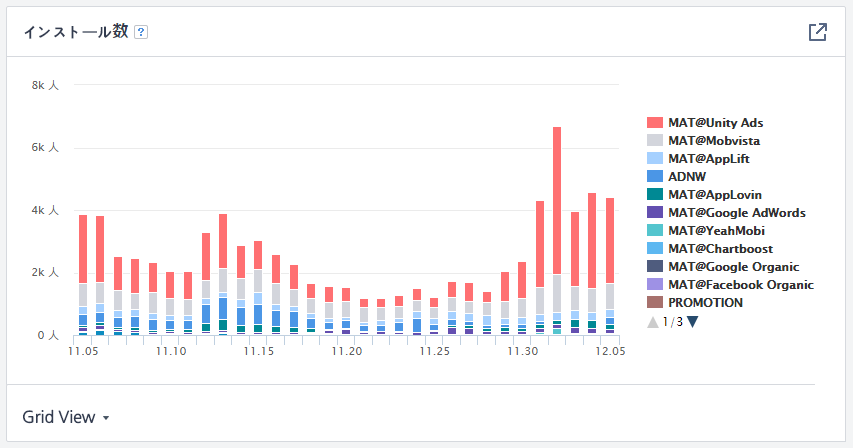 インストール数 ?
8k 人
6k 人
4k 人
2k 人
0 人
11.05 11.10 11.15 11.20 11.25 11.30 12.05
MAT@Unity Ads
MAT@Mobvista
MAT@AppLift
ADNW
MAT@AppLovin
MAT@Google AdWords
MAT@YeahMobi
MAT@Chartboost
MAT@Google Organic
MAT@Facebook Organic
PROMOTION
1/3
Grid View